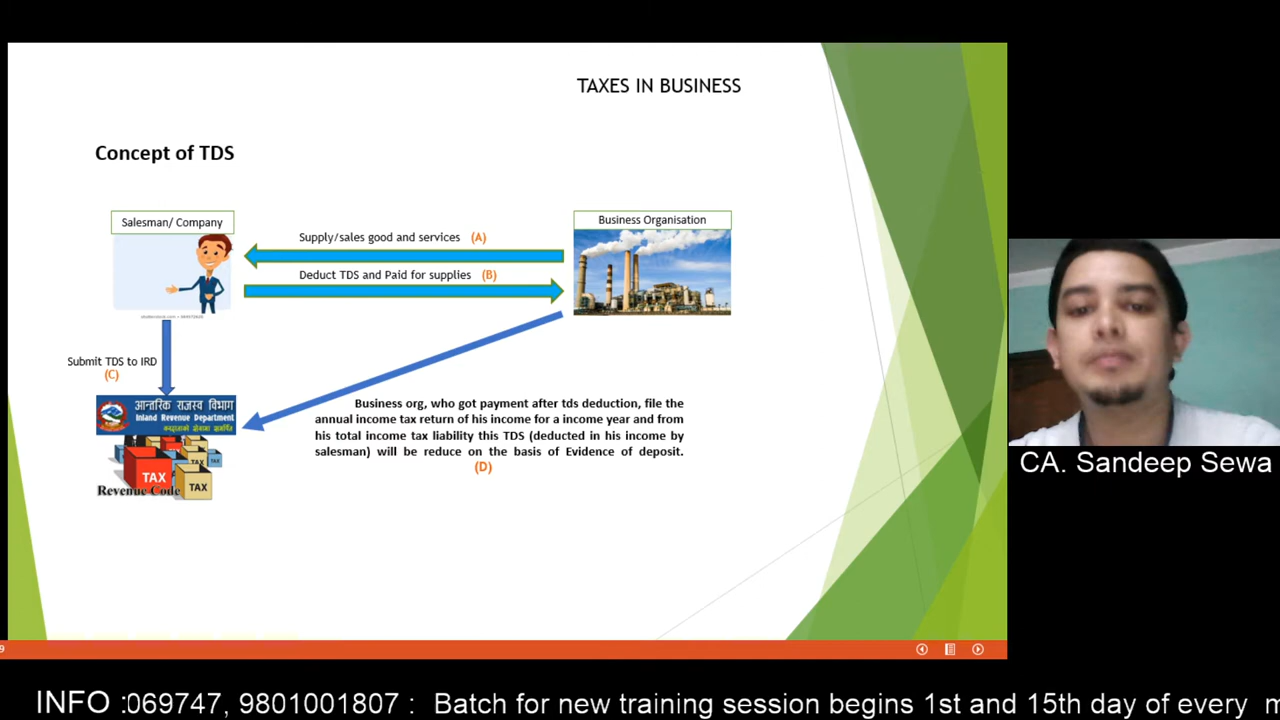 TAXES IN BUSINESS
Concept of TDS
Salesman/ Company
Business Organisation
Supply/sales good and services (A)
Deduct TDS and Paid for supplies (B)
Submit TDS to IRD
(C)
आन्तरिक राजस्व विभाग
Inland Revenue Department
TAX
TAX
TAX
TAX
Revenue Code
Business org, who got payment after tds deduction, file the
annual income tax return of his income for a income year and from
his total income tax liability this TDS (deducted in his income by
salesman) will be reduce on the basis of Evidence of deposit.
(D)
9
CA. Sandeep Sewa
INFO :069747, 9801001807 : Batch for new training session begins 1st and 15th day of every